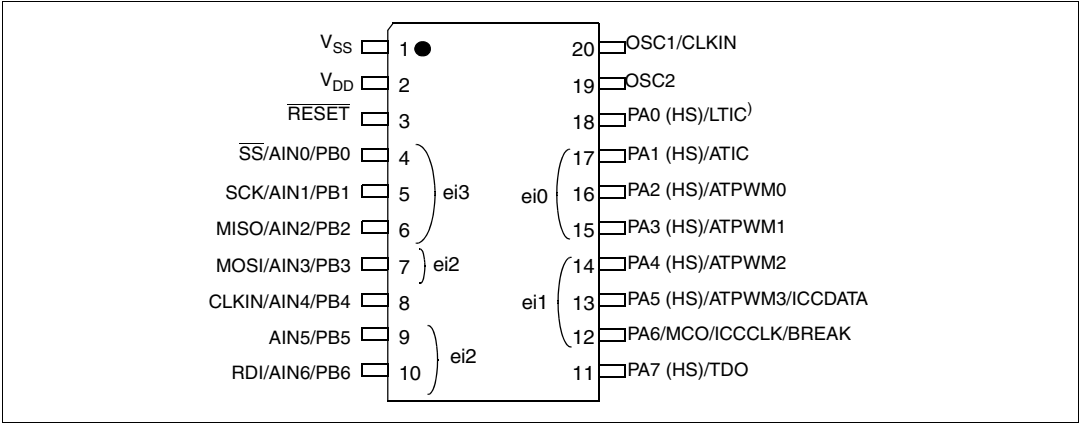 VSS 1 20 OSC1/CLKIN
VDD 2 19 OSC2
RESET 3 18 PA0 (HS)/LTIC)
SS/AIN0/PB0 4 17 PA1 (HS)/ATIC
SCK/AIN1/PB1 5 ei3 ei0 16 PA2 (HS)/ATPWM0
MISO/AIN2/PB2 6 15 PA3 (HS)/ATPWM1
MOSI/AIN3/PB3 7 ei2 14 PA4 (HS)/ATPWM2
CLKIN/AIN4/PB4 8 ei1 13 PA5 (HS)/ATPWM3/ICCDATA
AIN5/PB5 9 12 PA6/MCO/ICCCLK/BREAK
ei2
RDI/AIN6/PB6 10 11 PA7 (HS)/TDO